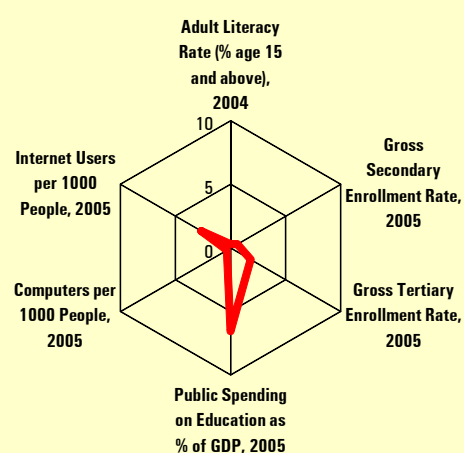 Adult Literacy
Rate (% age 15
and above),
2004
10
5
0
Gross
Secondary
Enrollment Rate,
2005
Gross Tertiary
Enrollment Rate,
2005
Public Spending
on Education as
% of GDP, 2005
Computers per
1000 People,
2005
Internet Users
per 1000
People, 2005